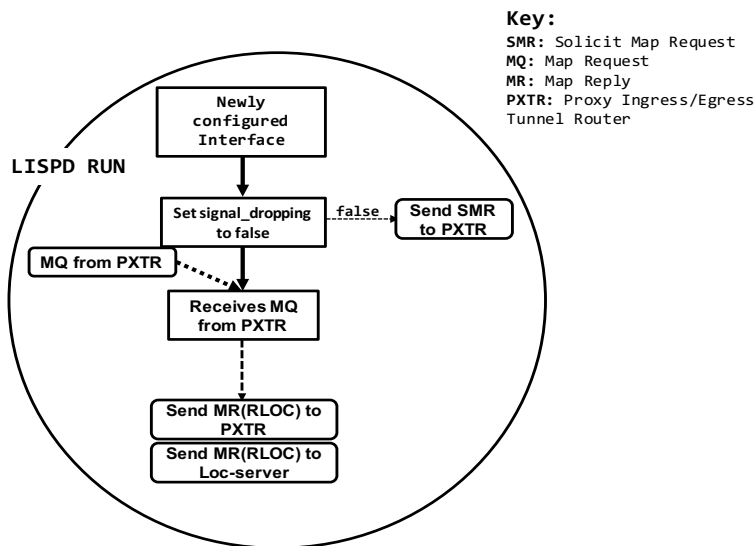 Key:
SMR: Solicit Map Request
MQ: Map Request
MR: Map Reply
PXTR: Proxy Ingress/Egress
Tunnel Router
LISPD RUN
Newly
configured
Interface
Set signal_dropping
to false
false
Send SMR
to PXTR
MQ from PXTR
Receives MQ
from PXTR
Send MR(RLOC) to
PXTR
Send MR(RLOC) to
Loc-server